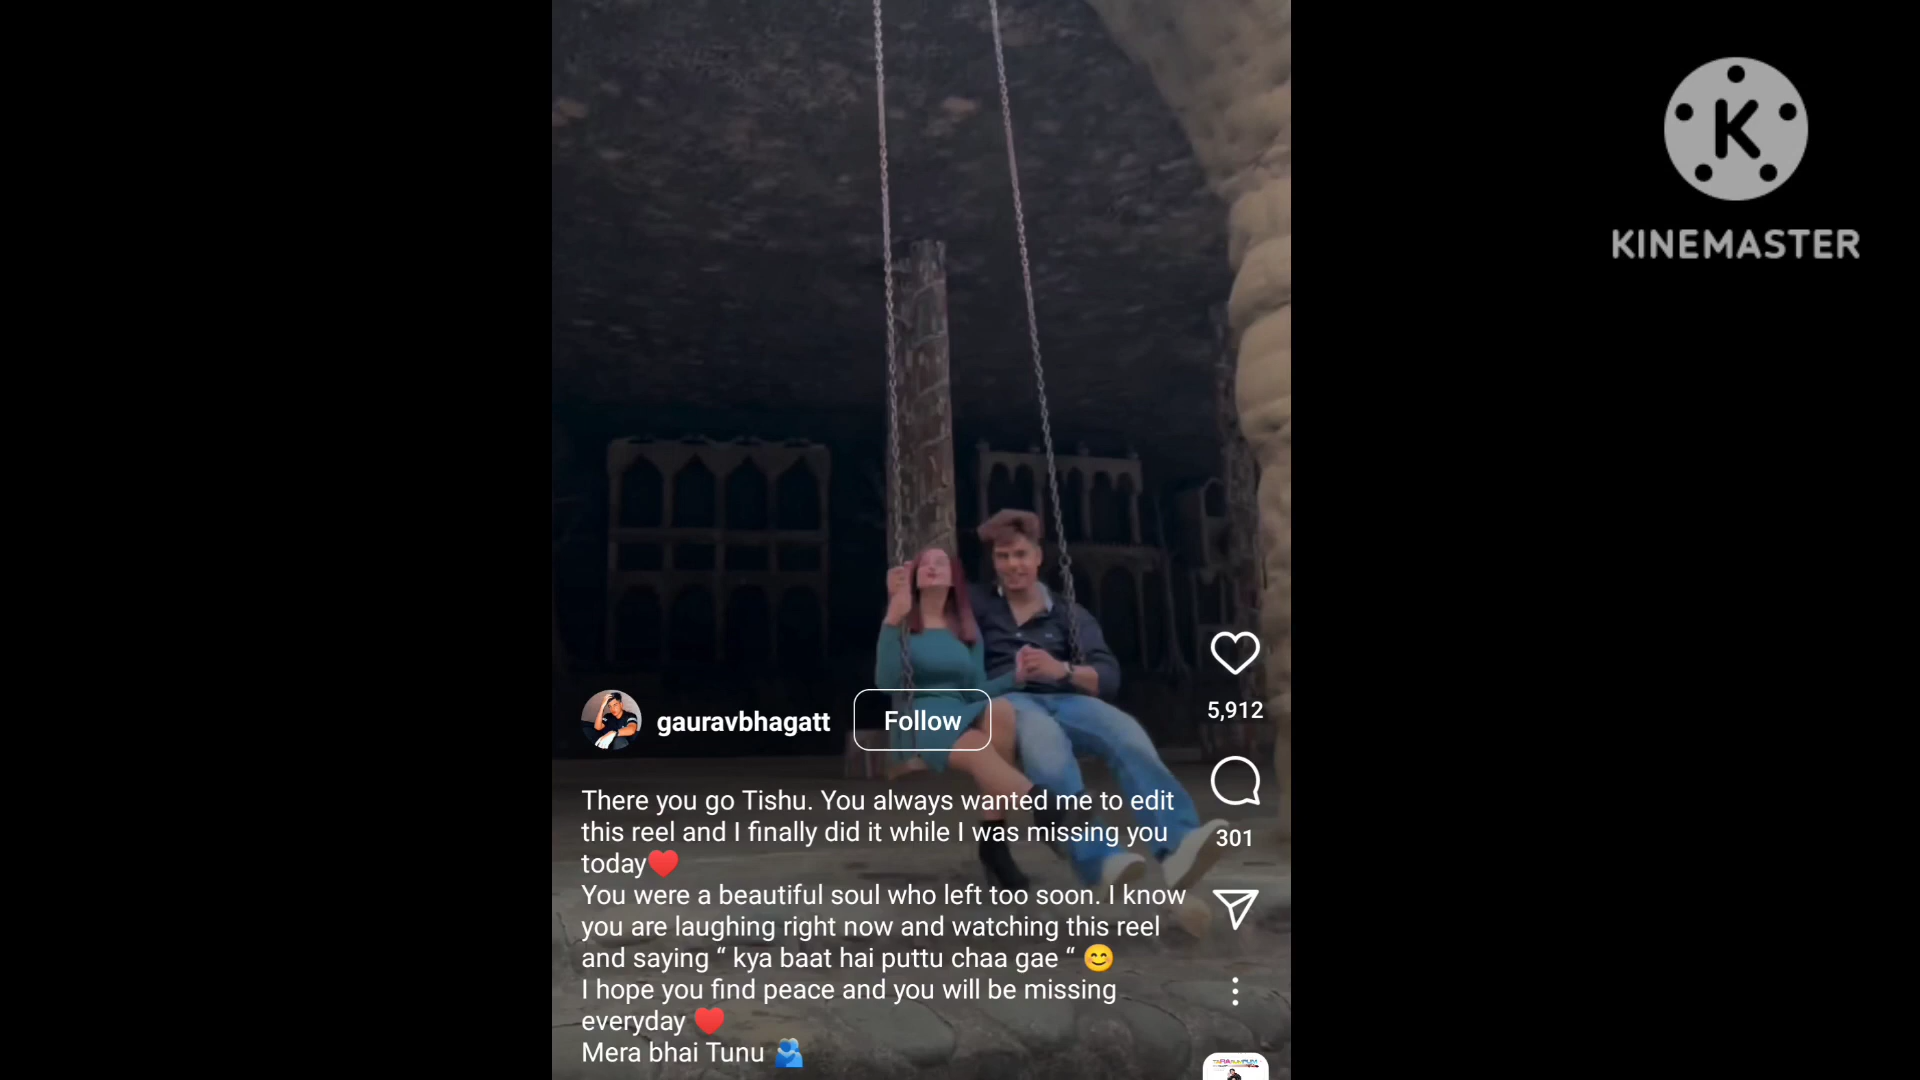 K
KINEMASTER
gauravbhagatt
Follow
5,912
301
There you go Tishu. You always wanted me to edit
this reel and I finally did it while I was missing you
today♥️
You were a beautiful soul who left too soon. I know
you are laughing right now and watching this reel
and saying “ kya baat hai puttu chaa gae “ 😊
I hope you find peace and you will be missing
everyday ♥️
Mera bhai Tunu 🫂